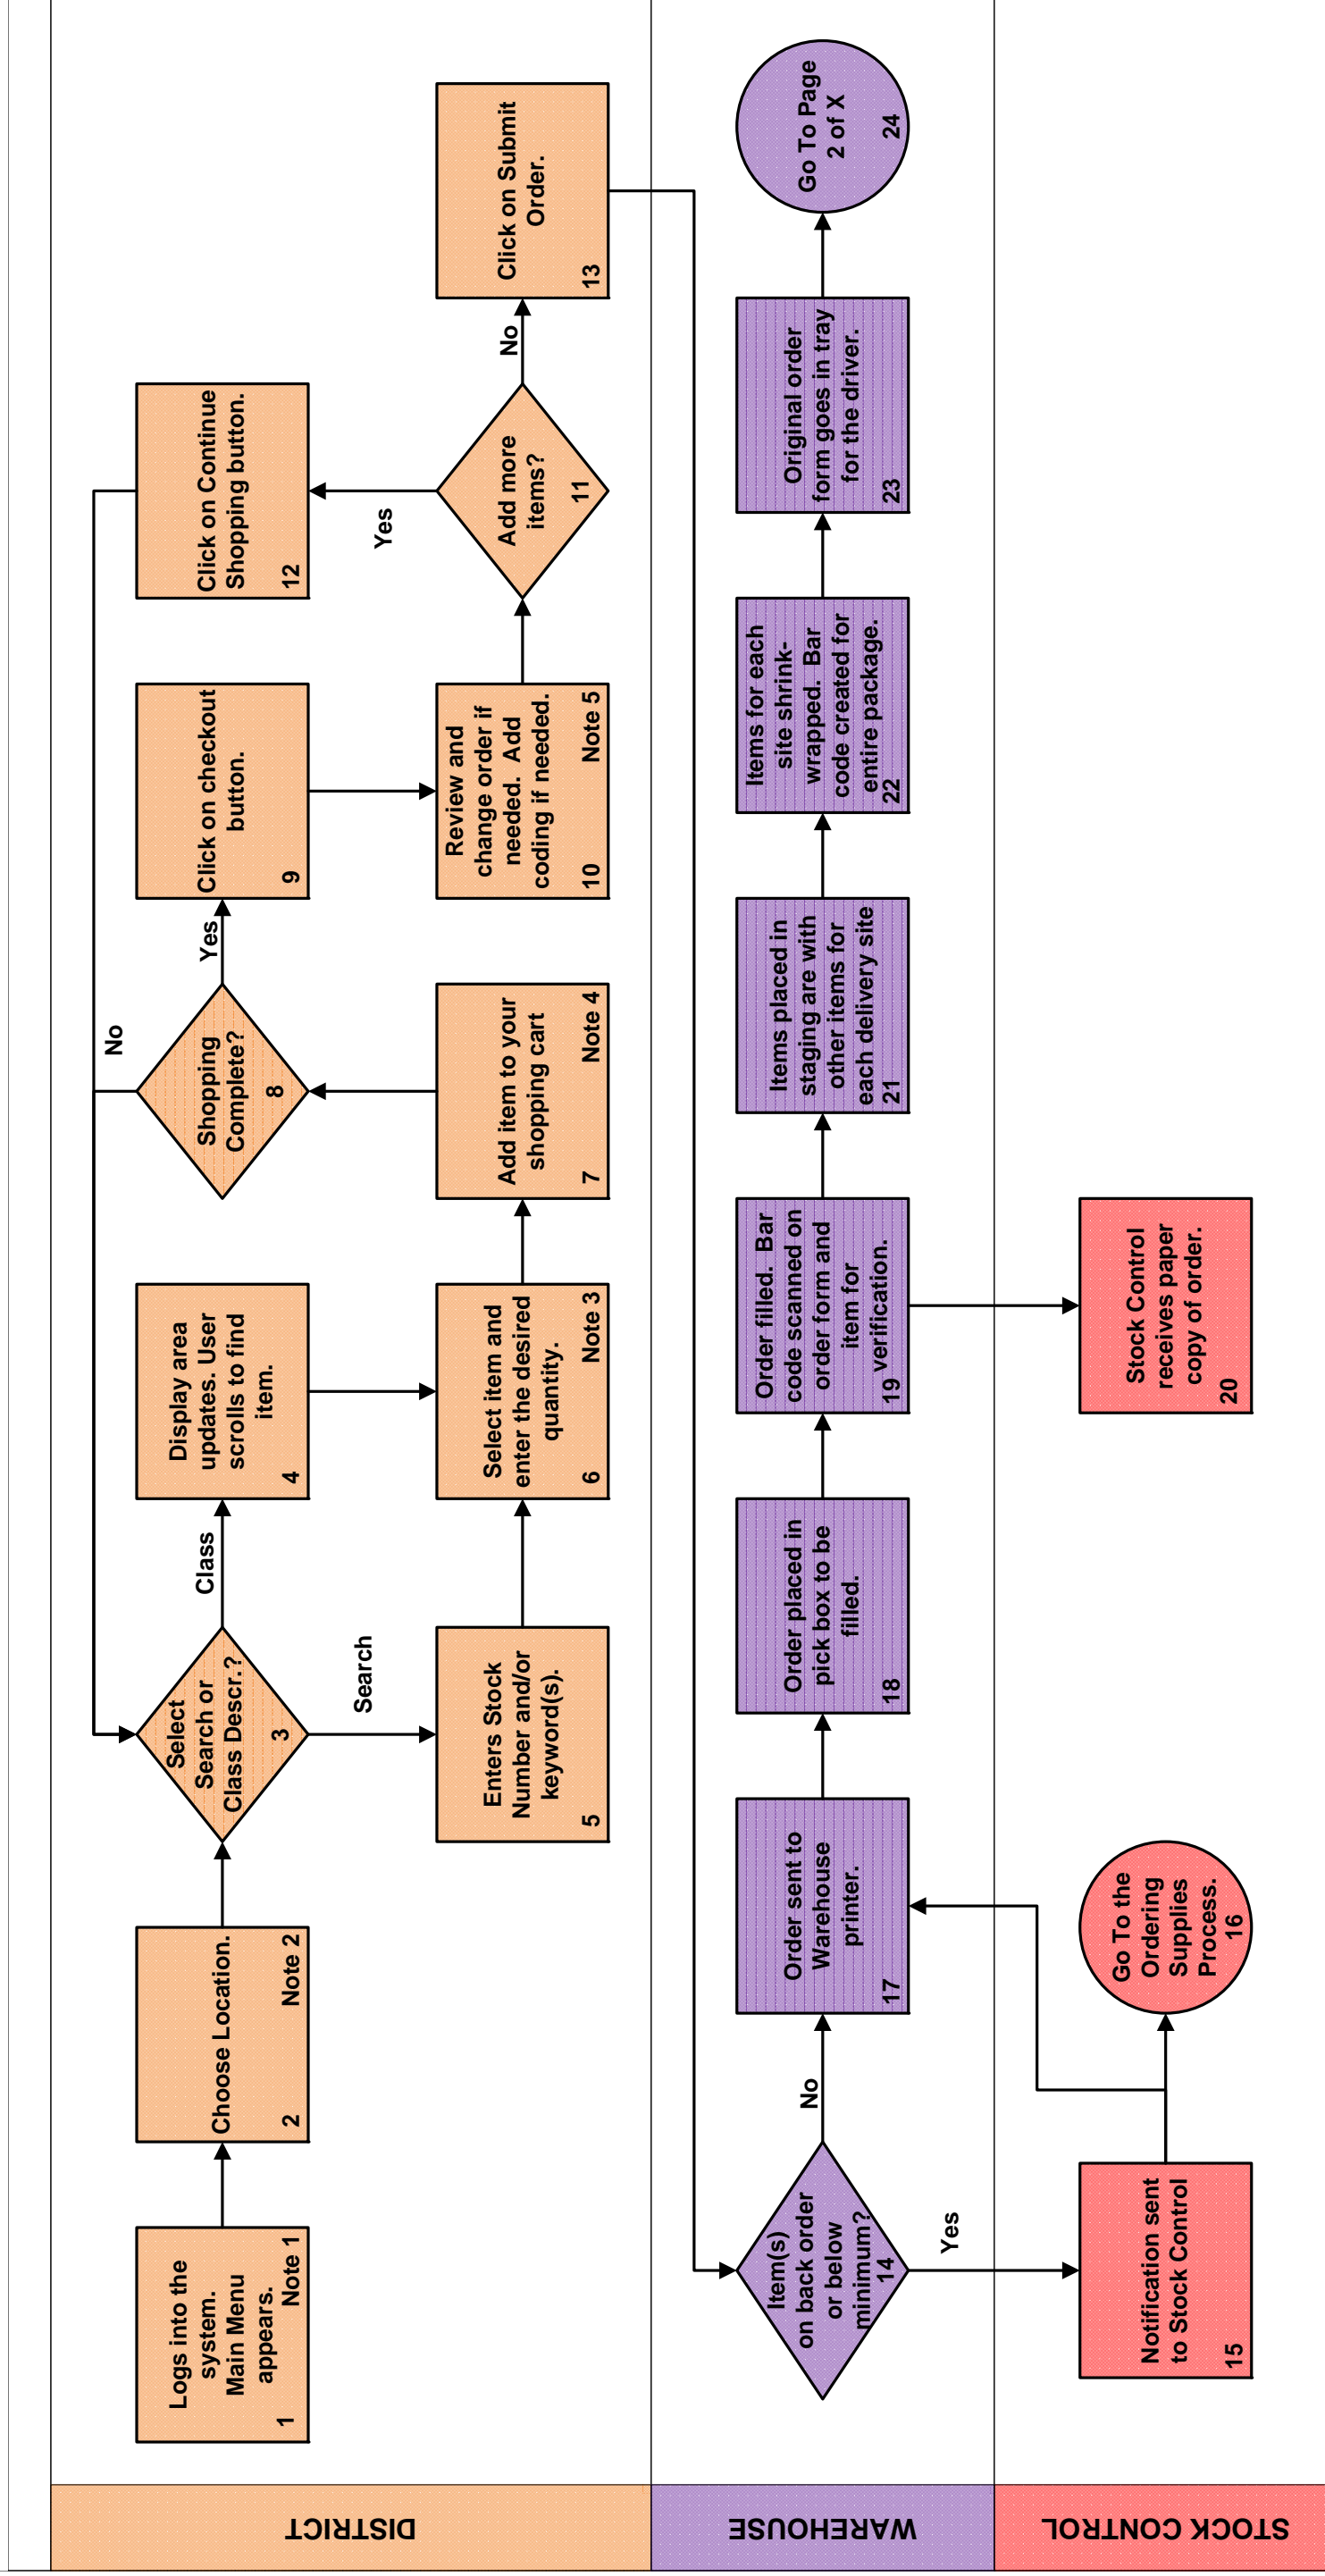 DISTRICT
Logs into the
system.
Main Menu
appears.
1
Note 1
Choose Location.
2
Note 2
Select
Search or
Class Descr.?
3
Class
Search
Display area
updates. User
scrolls to find
item.
4
Enters Stock
Number and/or
keyword(s).
5
Select item and
enter the desired
quantity.
6
Note 3
Add item to your
shopping cart
7
Note 4
Shopping
Complete?
8
No
Yes
Click on checkout
button.
9
Review and
change order if
needed. Add
coding if needed.
10
Note 5
Add more
items?
11
Yes
No
Click on Continue
Shopping button.
12
Click on Submit
Order.
13
WAREHOUSE
Item(s)
on back order
or below
minimum?
14
No
Yes
Order sent to
Warehouse
printer.
17
Order placed in
pick box to be
filled.
18
Order filled. Bar
code scanned on
order form and
item for
verification.
19
Items placed in
staging are with
other items for
each delivery site
21
Items for each
site shrink-
wrapped. Bar
code created for
entire package.
22
Original order
form goes in tray
for the driver.
23
Go To Page
2 of X
24
STOCK CONTROL
Notification sent
to Stock Control
15
Go To the
Ordering
Supplies
Process.
16
Stock Control
receives paper
copy of order.
20